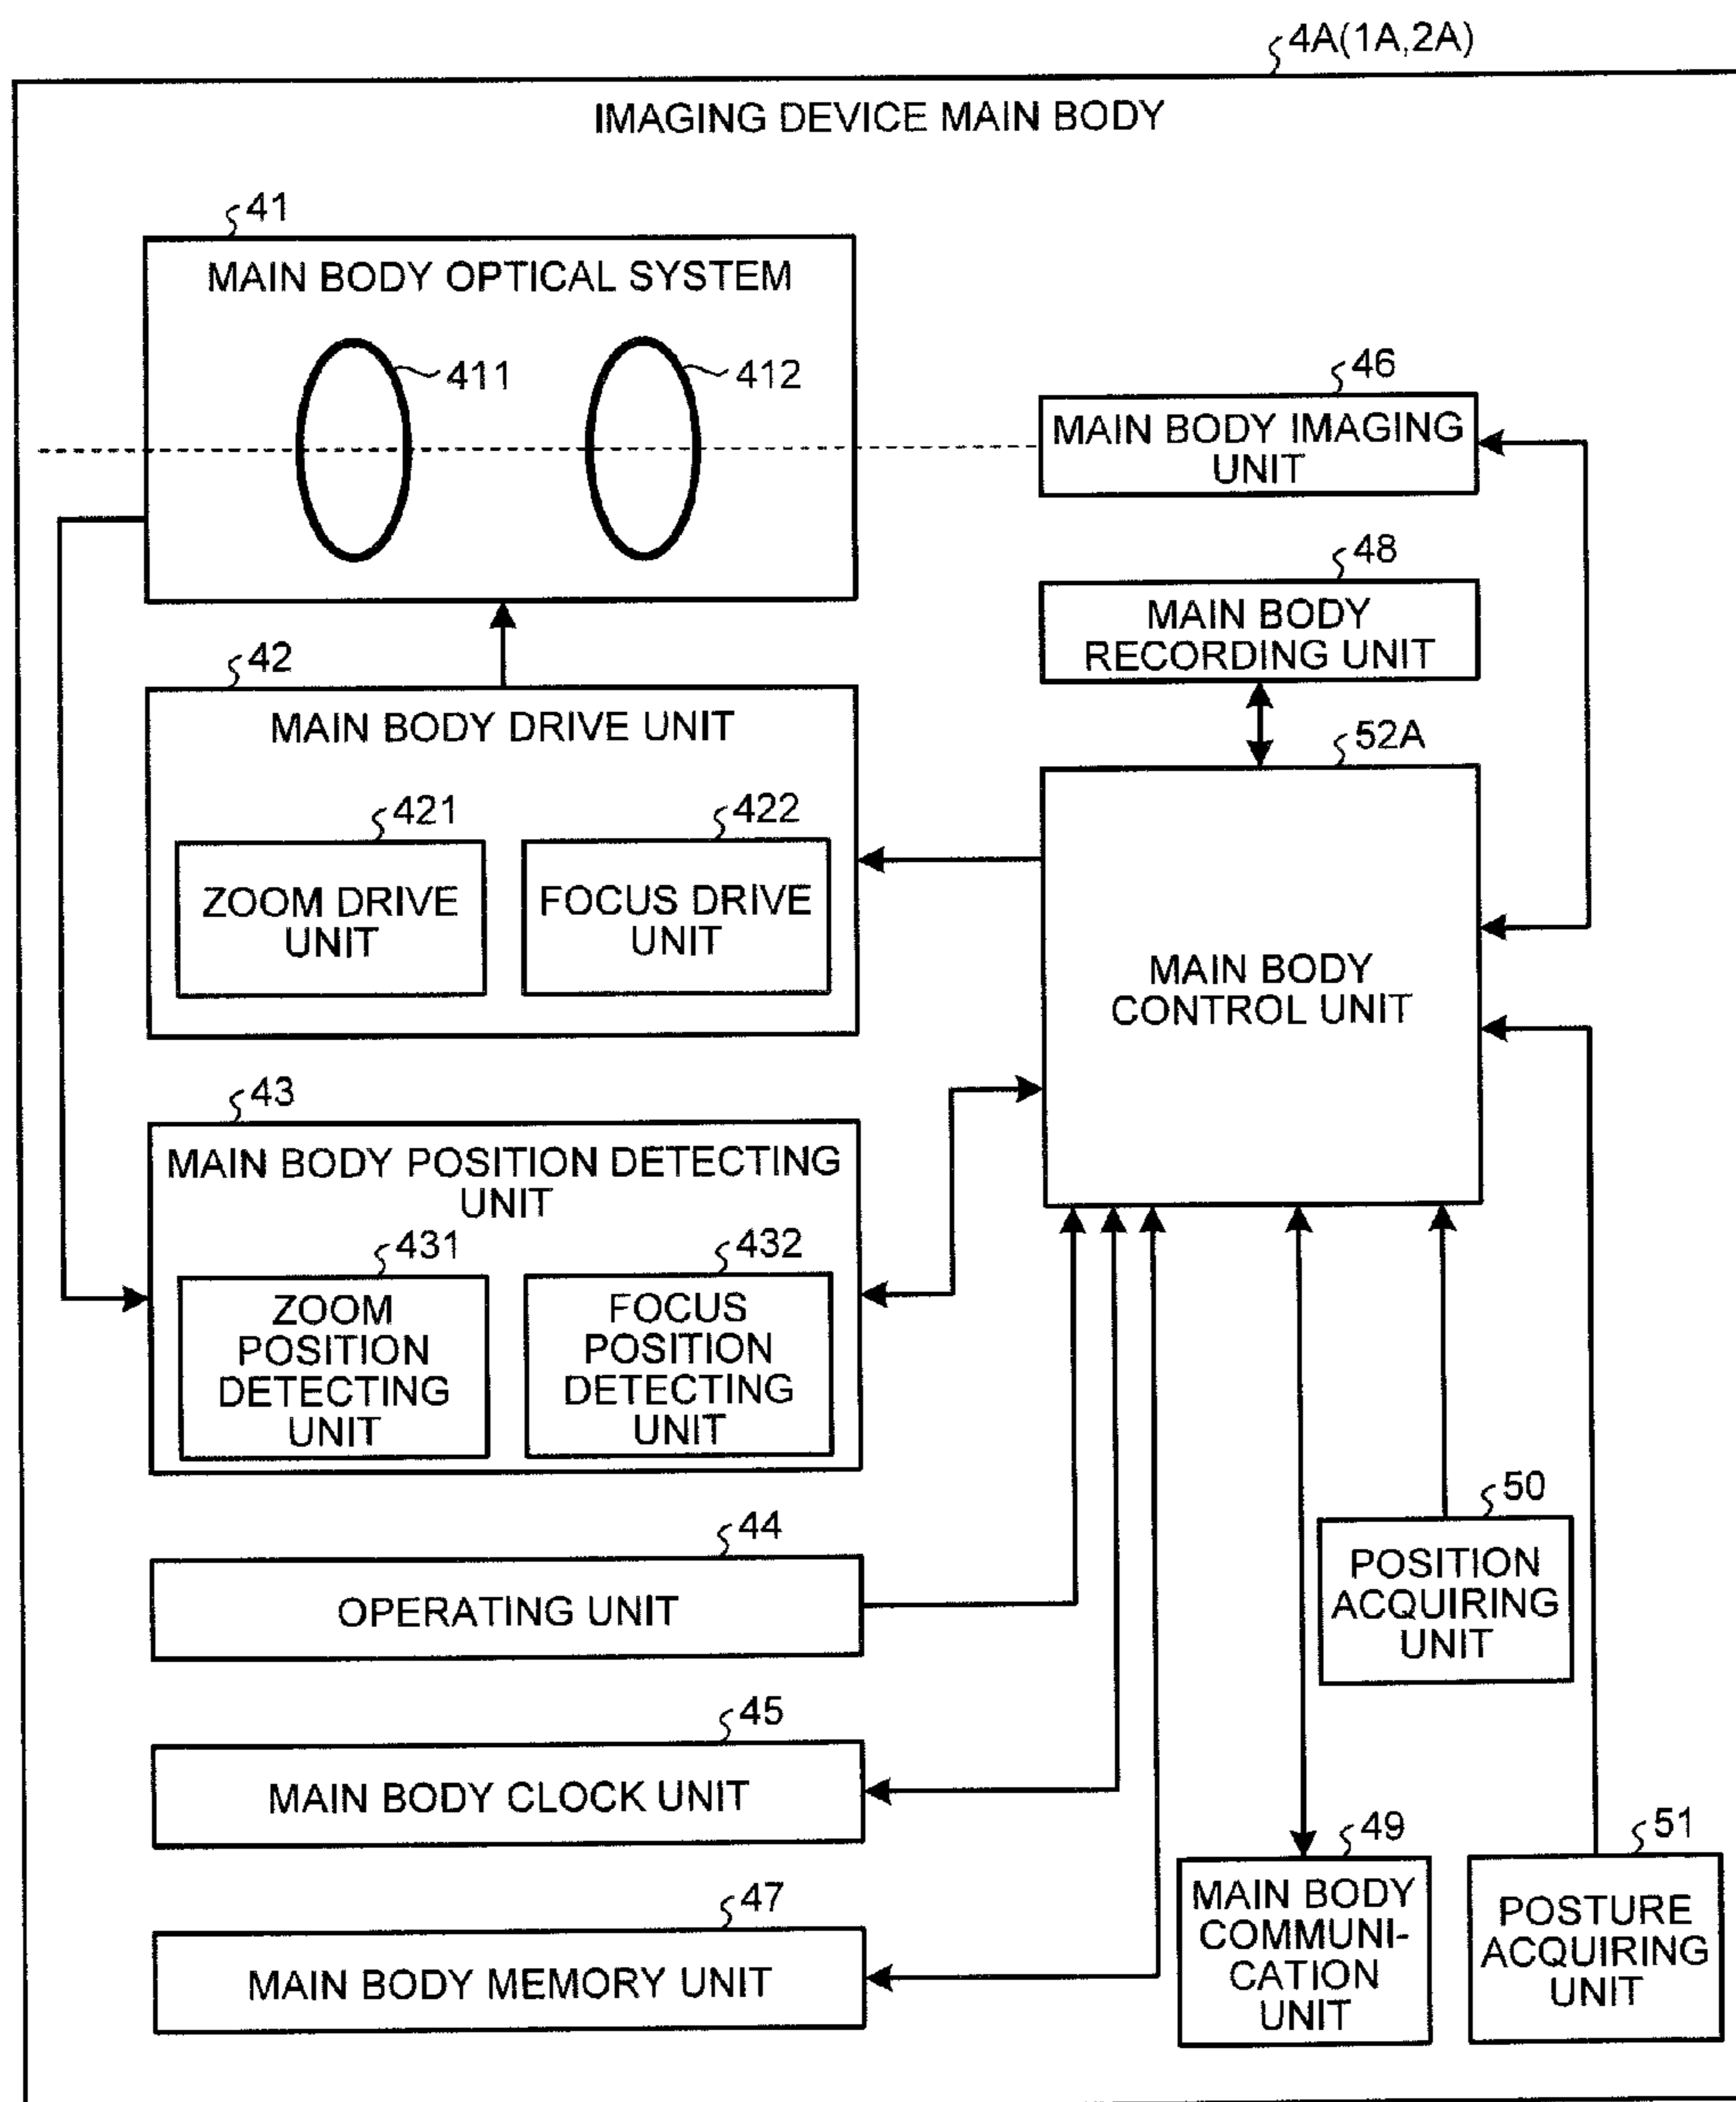 4A(1A,2A)
IMAGING DEVICE MAIN BODY
41
MAIN BODY OPTICAL SYSTEM
411
412
46
MAIN BODY IMAGING
UNIT
48
MAIN BODY
RECORDING UNIT
42
MAIN BODY DRIVE UNIT
421
ZOOM DRIVE
UNIT
422
FOCUS DRIVE
UNIT
52A
MAIN BODY
CONTROL UNIT
43
MAIN BODY POSITION DETECTING
UNIT
431
ZOOM
POSITION
DETECTING
UNIT
432
FOCUS
POSITION
DETECTING
UNIT
44
OPERATING UNIT
50
POSITION
ACQUIRING
UNIT
45
MAIN BODY CLOCK UNIT
47
MAIN BODY MEMORY UNIT
49
MAIN BODY
COMMUNI-
CATION
UNIT
51
POSTURE
ACQUIRING
UNIT